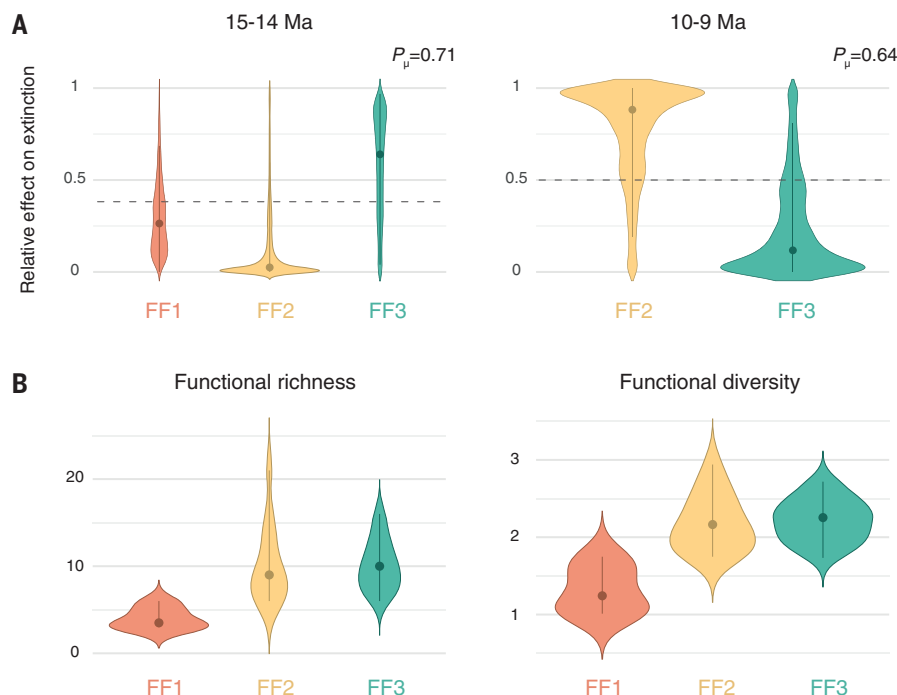 A
15-14 Ma
10-9 Ma
Pμ=0.71
Pμ=0.64
Relative effect on extinction
1
0.5
0
1
0.5
0
FF1
FF2
FF3
FF2
FF3
B
Functional richness
Functional diversity
20
10
0
3
2
1
FF1
FF2
FF3
FF1
FF2
FF3